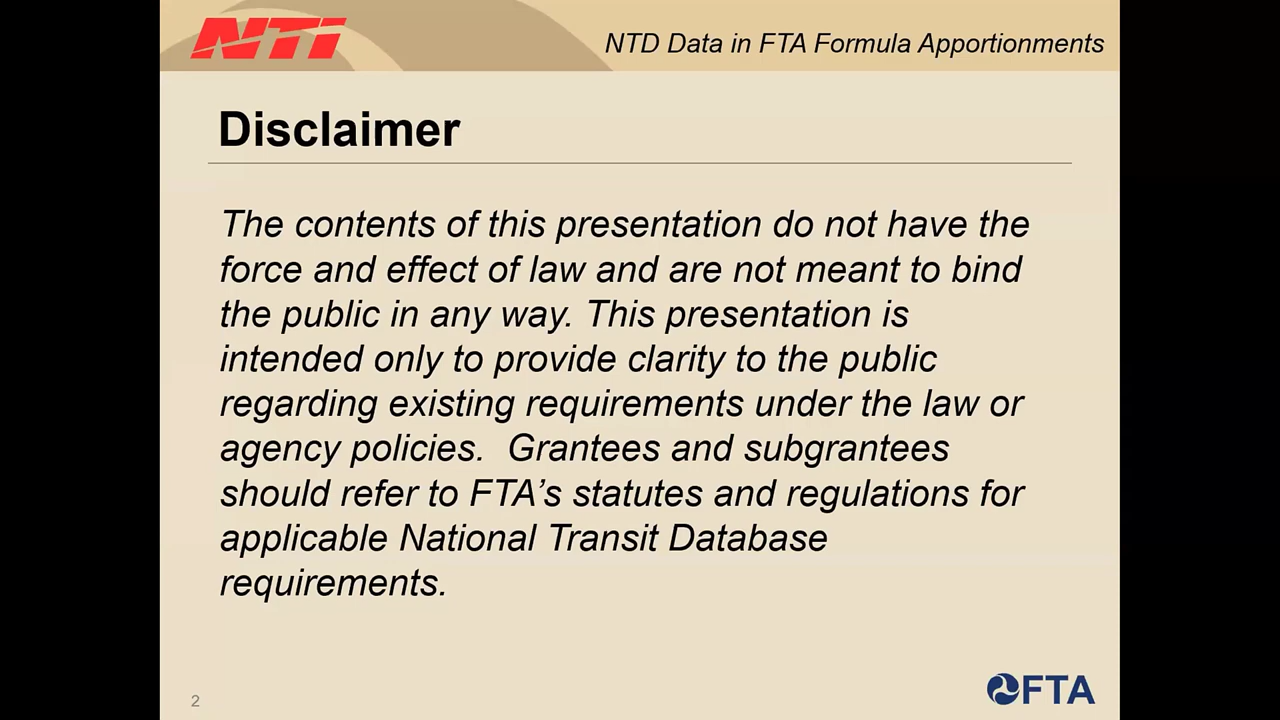 NTI
NTD Data in FTA Formula Apportionments
Disclaimer
The contents of this presentation do not have the
force and effect of law and are not meant to bind
the public in any way. This presentation is
intended only to provide clarity to the public
regarding existing requirements under the law or
agency policies.  Grantees and subgrantees
should refer to FTA’s statutes and regulations for
applicable National Transit Database
requirements.
2
FTA